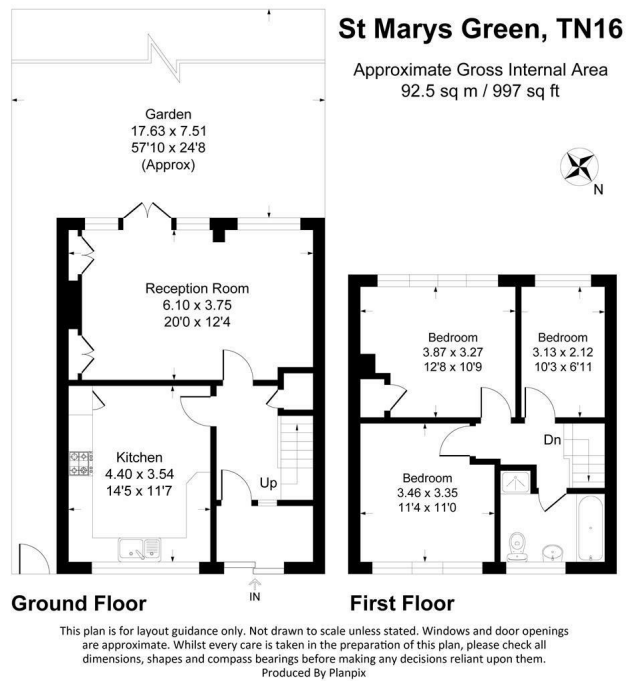 St Marys Green, TN16
Approximate Gross Internal Area
92.5 sq m / 997 sq ft
N
Garden
17.63 x 7.51
57'10 x 24'8
(Approx)
Reception Room
6.10 x 3.75
20'0 x 12'4
Kitchen
4.40 x 3.54
14'5 x 11'7
Up
IN
Ground Floor
Bedroom
3.87 x 3.27
12'8 x 10'9
Bedroom
3.13 x 2.12
10'3 x 6'11
Dn
Bedroom
3.46 x 3.35
11'4 x 11'0
First Floor
This plan is for layout guidance only. Not drawn to scale unless stated. Windows and door openings
are approximate. Whilst every care is taken in the preparation of this plan, please check all
dimensions, shapes and compass bearings before making any decisions reliant upon them.
Produced By Planpix